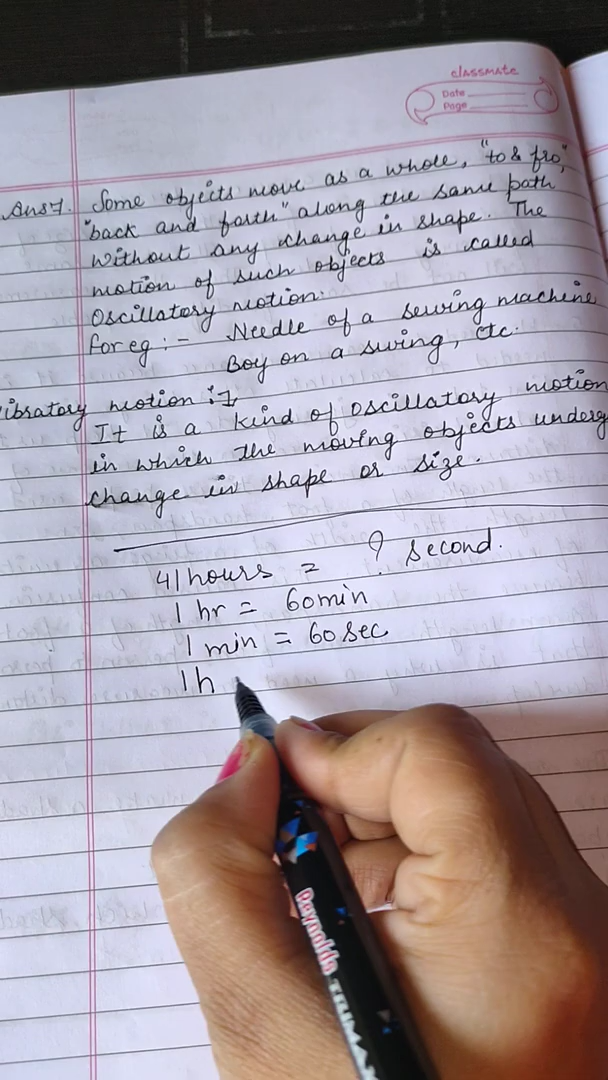 classmate
Date
Page
Ans7. Some objects move as a whole, "to & fro,"
"back and forth" along the same path,
without any change in shape. The
motion of such objects is called
Oscillatory motion.
for eg :- Needle of a sewing machine
Boy on a swing, etc.
ibratory motion :-
It is a kind of oscillatory motion
in which the moving objects underg
change in shape or size.
41 hours = ? second.
1 hr = 60min
1 min = 60 sec
1 h
Reynolds